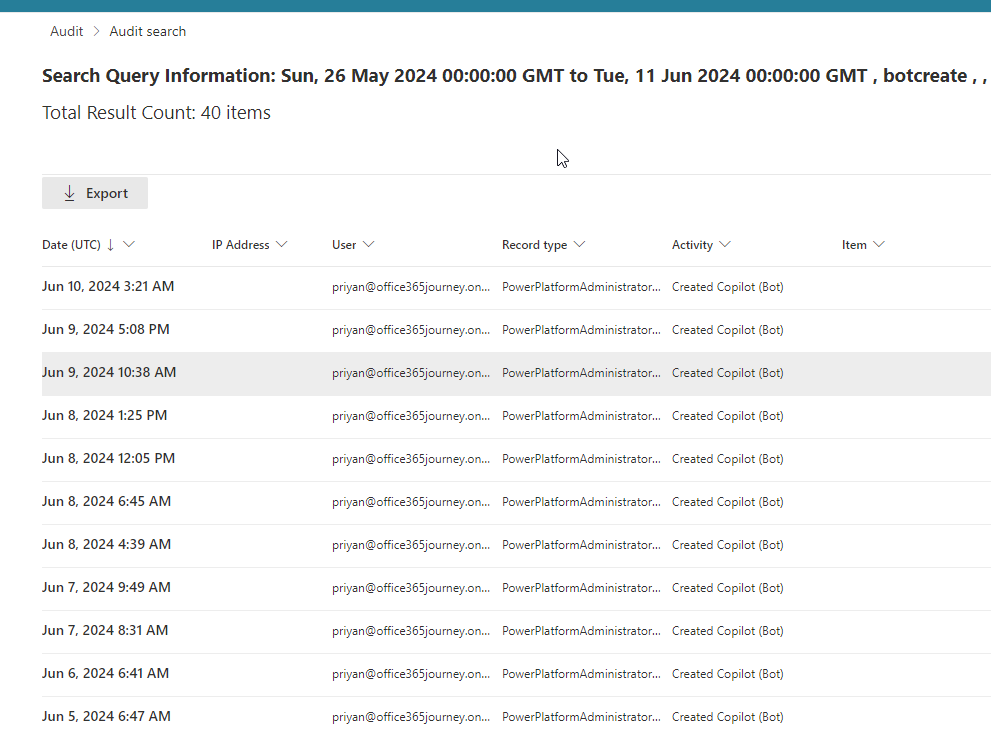 Audit > Audit search
Search Query Information: Sun, 26 May 2024 00:00:00 GMT to Tue, 11 Jun 2024 00:00:00 GMT , botcreate , ,
Total Result Count: 40 items
Export
Date (UTC) ↓ IP Address User Record type Activity Item
Jun 10, 2024 3:21 AM priyan@office365journey.on... PowerPlatformAdministrator... Created Copilot (Bot)
Jun 9, 2024 5:08 PM priyan@office365journey.on... PowerPlatformAdministrator... Created Copilot (Bot)
Jun 9, 2024 10:38 AM priyan@office365journey.on... PowerPlatformAdministrator... Created Copilot (Bot)
Jun 8, 2024 1:25 PM priyan@office365journey.on... PowerPlatformAdministrator... Created Copilot (Bot)
Jun 8, 2024 12:05 PM priyan@office365journey.on... PowerPlatformAdministrator... Created Copilot (Bot)
Jun 8, 2024 6:45 AM priyan@office365journey.on... PowerPlatformAdministrator... Created Copilot (Bot)
Jun 8, 2024 4:39 AM priyan@office365journey.on... PowerPlatformAdministrator... Created Copilot (Bot)
Jun 7, 2024 9:49 AM priyan@office365journey.on... PowerPlatformAdministrator... Created Copilot (Bot)
Jun 7, 2024 8:31 AM priyan@office365journey.on... PowerPlatformAdministrator... Created Copilot (Bot)
Jun 6, 2024 6:41 AM priyan@office365journey.on... PowerPlatformAdministrator... Created Copilot (Bot)
Jun 5, 2024 6:47 AM priyan@office365journey.on... PowerPlatformAdministrator... Created Copilot (Bot)